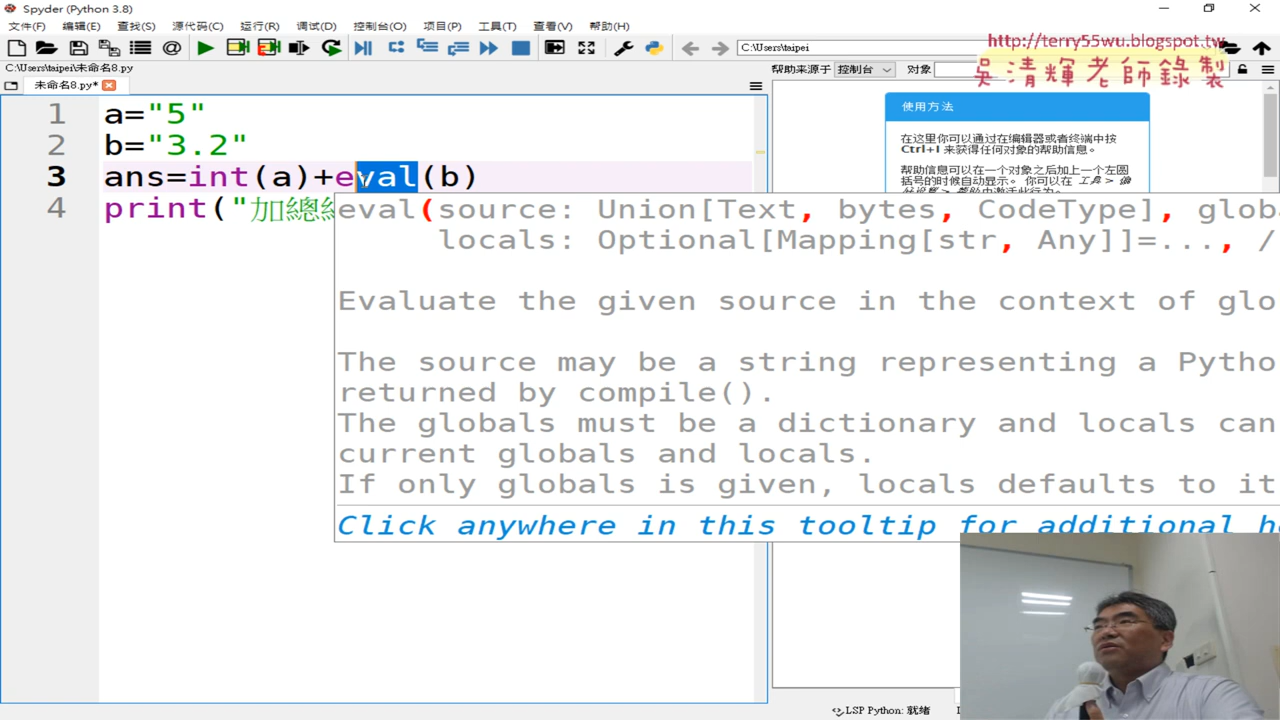 Spyder (Python 3.8)
文件(F) 编辑(E) 查找(S) 源代码(C) 运行(R) 调试(D) 控制台(O) 项目(P) 工具(T) 查看(V) 帮助(H)
C:\Users\taipei
http://terry55wu.blogspot.tw
吳清輝老師錄製
C:\Users\taipei\未命名8.py
帮助来源于 控制台 对象
未命名8.py*
使用方法
在这里你可以通过在编辑器或者终端中按
Ctrl+I 来获得任何对象的帮助信息。
帮助信息可以在一个对象之后加上一个左圆
括号的时候自动显示。 你可以在 工具 > 偏
1 a="5"
2 b="3.2"
3 ans=int(a)+eval(b)
4 print("加總
eval(source: Union[Text, bytes, CodeType], glob
locals: Optional[Mapping[str, Any]]=..., /
Evaluate the given source in the context of glo
The source may be a string representing a Pytho
returned by compile().
The globals must be a dictionary and locals can
current globals and locals.
If only globals is given, locals defaults to it
Click anywhere in this tooltip for additional he
LSP Python: 就绪